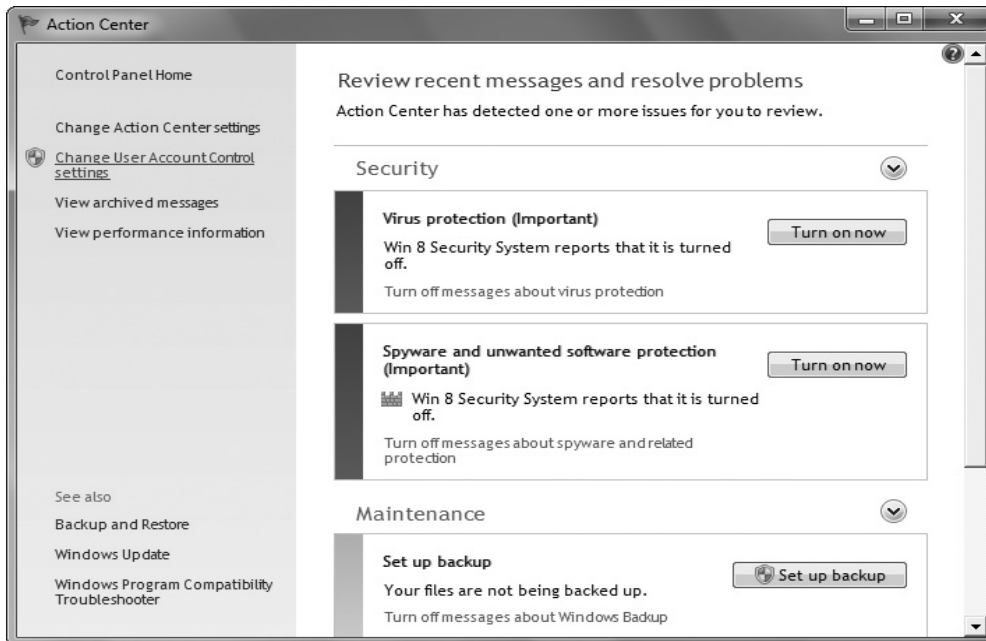 Action Center
Control Panel Home
Change Action Center settings
Change User Account Control
settings
View archived messages
View performance information
See also
Backup and Restore
Windows Update
Windows Program Compatibility
Troubleshooter
Review recent messages and resolve problems
Action Center has detected one or more issues for you to review.
Security
Virus protection (Important)
Win 8 Security System reports that it is turned
off.
Turn off messages about virus protection
Turn on now
Spyware and unwanted software protection
(Important)
Win 8 Security System reports that it is turned
off.
Turn off messages about spyware and related
protection
Turn on now
Maintenance
Set up backup
Your files are not being backed up.
Turn off messages about Windows Backup
Set up backup